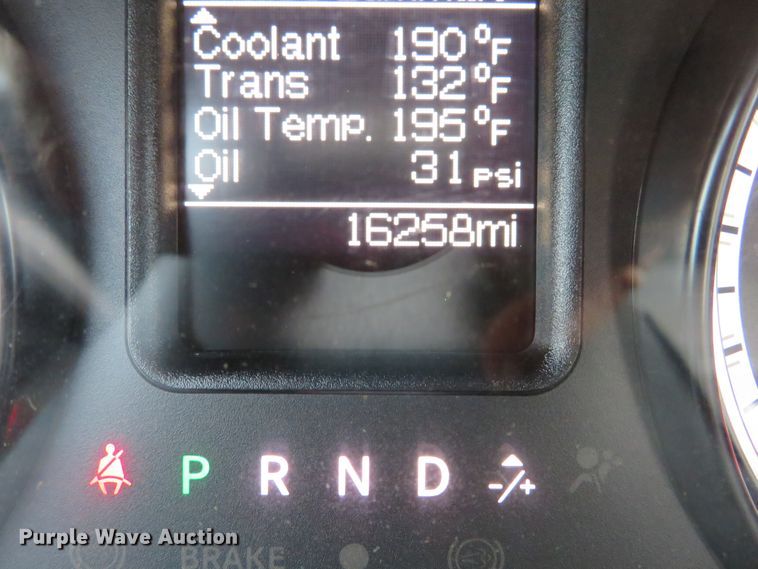 Coolant 190°F
Trans 132°F
Oil Temp. 195°F
Oil 31 psi
16258mi
P R N D -/+
BRAKE
Purple Wave Auction